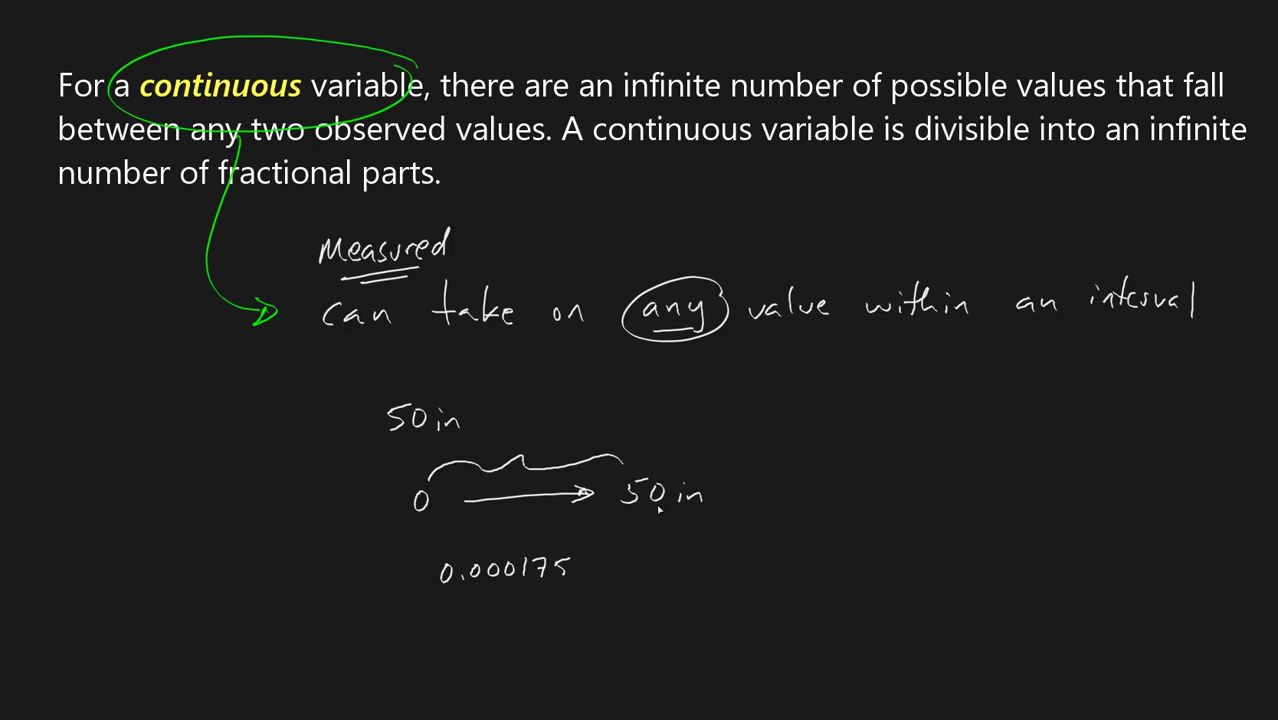 For a continuous variable, there are an infinite number of possible values that fall
between any two observed values. A continuous variable is divisible into an infinite
number of fractional parts.
Measured
can take on any value within an interval
50 in
0 50 in
0.000175